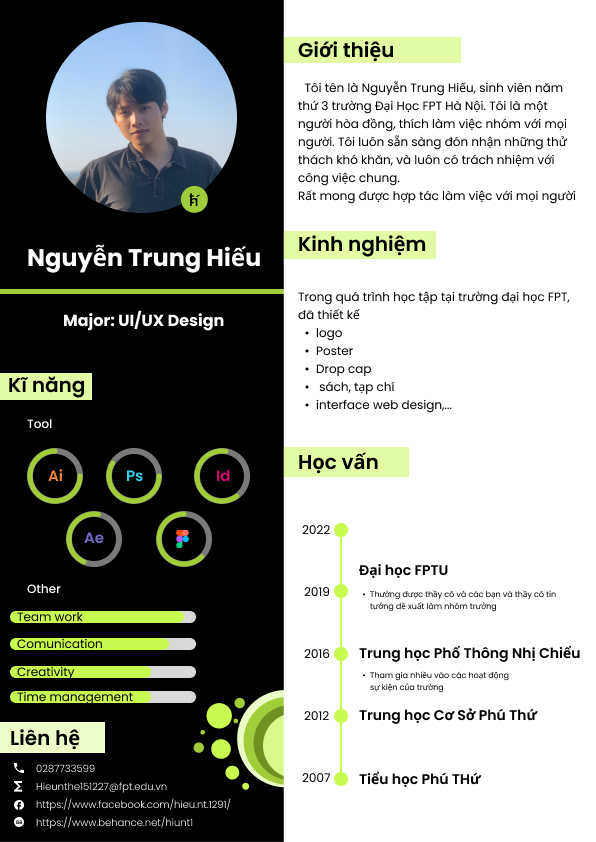 Nguyễn Trung Hiếu
Major: UI/UX Design
Kĩ năng
Tool
Ai
Ps
Id
Ae
Other
Team work
Comunication
Creativity
Time management
Liên hệ
0287733599
Hieunthe151227@fpt.edu.vn
https://www.facebook.com/hieu.nt.1291/
https://www.behance.net/hiunt1
Giới thiệu
Tôi tên là Nguyễn Trung Hiếu, sinh viên năm
thứ 3 trường Đại Học FPT Hà Nội. Tôi là một
người hòa đồng, thích làm việc nhóm với mọi
người. Tôi luôn sẵn sàng đón nhận những thử
thách khó khăn, và luôn có trách nhiệm với
công việc chung.
Rất mong được hợp tác làm việc với mọi người
Kinh nghiệm
Trong quá trình học tập tại trường đại học FPT,
đã thiết kế
• logo
• Poster
• Drop cap
• sách, tạp chí
• interface web design,...
Học vấn
2022
Đại học FPTU
2019
• Thường được thầy cô và các bạn và thầy cô tin
tưởng đề xuất làm nhóm trưởng
2016
Trung học Phổ Thông Nhị Chiểu
• Tham gia nhiều vào các hoạt động
sự kiện của trường
2012
Trung học Cơ Sở Phú Thứ
2007
Tiểu học Phú THứ